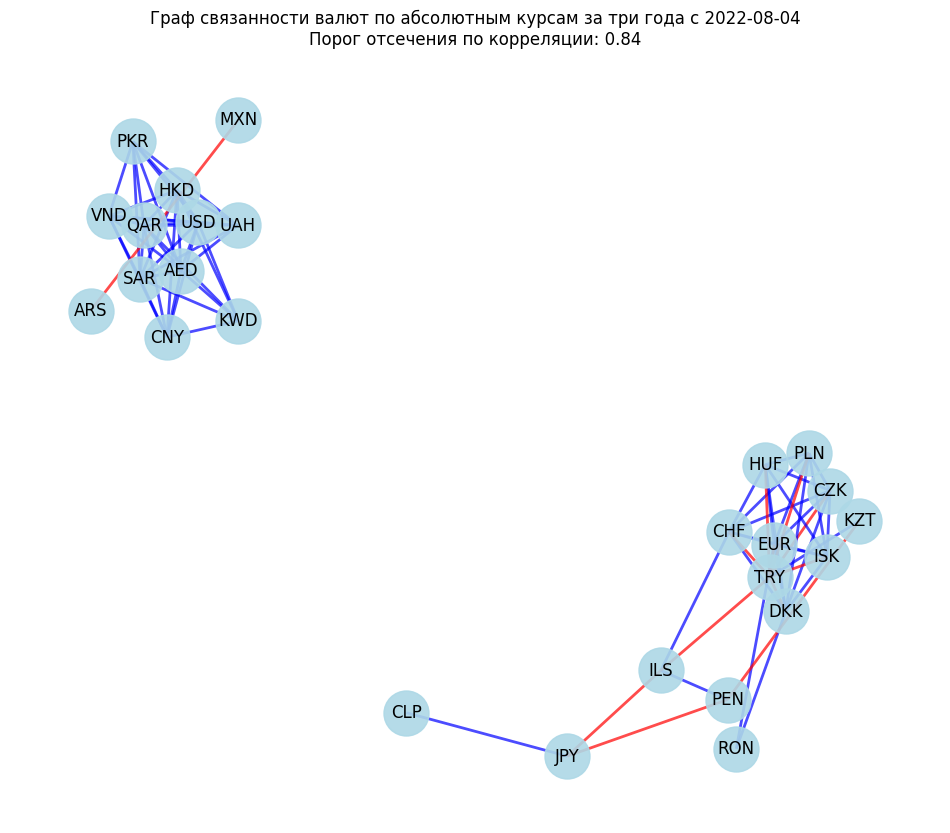 Граф связанности валют по абсолютным курсам за три года с 2022-08-04
Порог отсечения по корреляции: 0.84
MXN
PKR
HKD
VND
QAR
USD
UAH
SAR
AED
ARS
CNY
KWD
PLN
HUF
CZK
KZT
CHF
EUR
ISK
TRY
DKK
ILS
PEN
CLP
RON
JPY